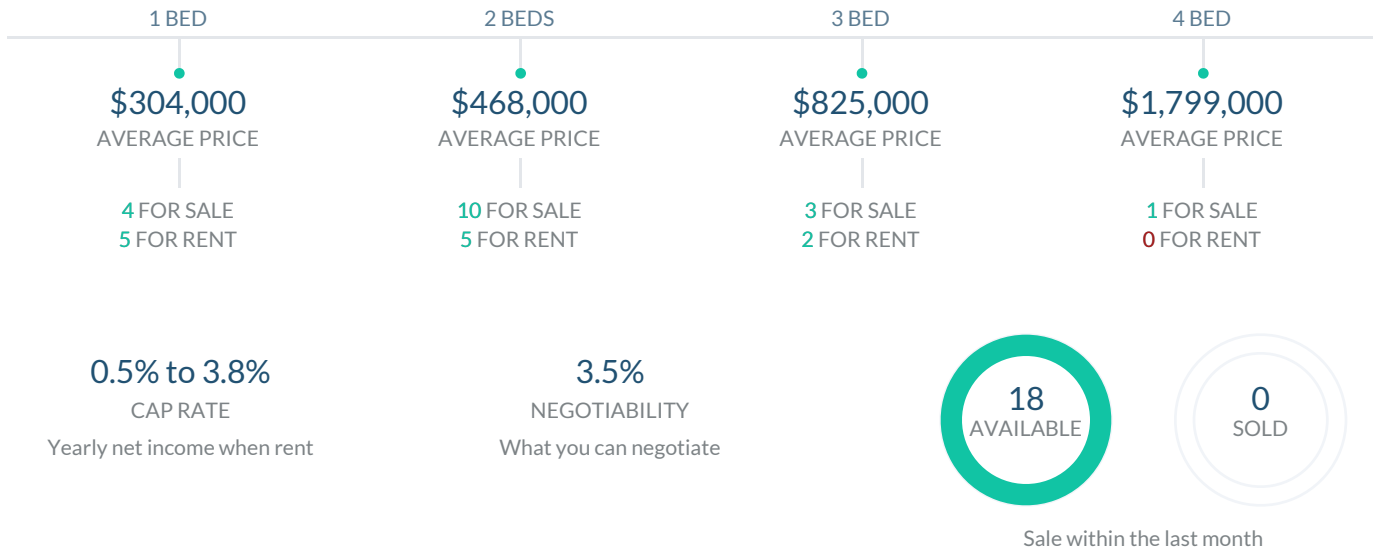 1 BED
2 BEDS
3 BED
4 BED
$304,000
$468,000
$825,000
$1,799,000
AVERAGE PRICE
AVERAGE PRICE
AVERAGE PRICE
AVERAGE PRICE
4 FOR SALE
10 FOR SALE
3 FOR SALE
1 FOR SALE
5 FOR RENT
5 FOR RENT
2 FOR RENT
0 FOR RENT
0.5% to 3.8%
CAP RATE
Yearly net income when rent
3.5%
NEGOTIABILITY
What you can negotiate
18
AVAILABLE
0
SOLD
Sale within the last month